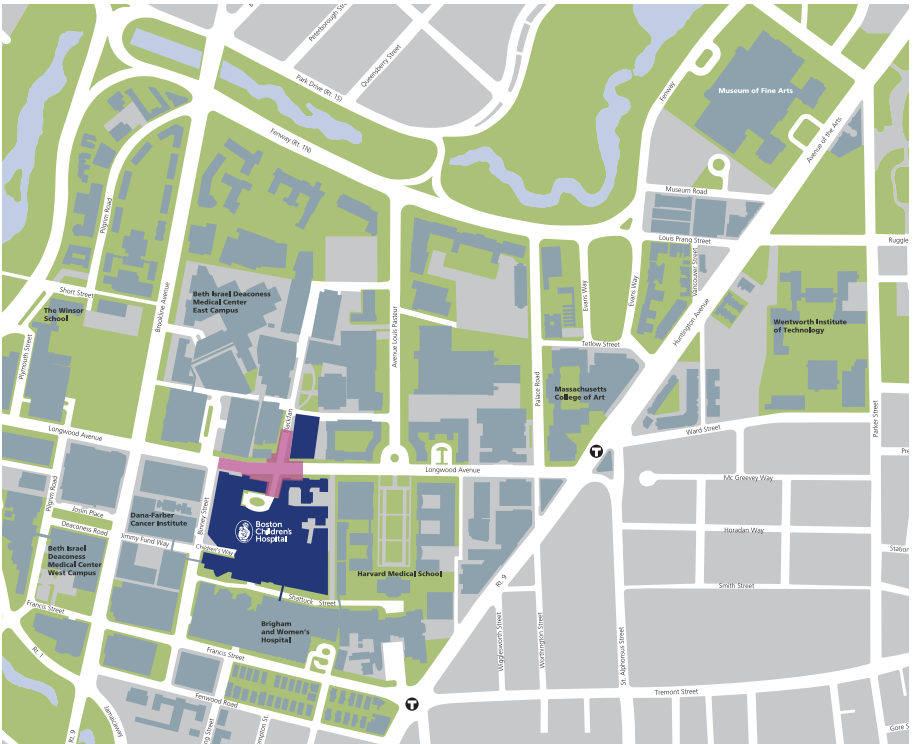 Peterborough
Queensberry Street
Park Drive (Rt. 1S)
Fenway (Rt. 1N)
Fenway
Museum of Fine Arts
Avenue of the Arts
Museum Road
Louis Prang Street
Ruggle
Vancouver Street
Evans Way
Evans Way
Pilgrim Road
Short Street
The Winsor
School
Plymouth Street
Brookline Avenue
Beth Israel Deaconess
Medical Center
East Campus
Avenue Louis Pasteur
Tetlow Street
Huntington Avenue
Wentworth Institute
of Technology
Massachusetts
College of Art
Palace Road
Parker Street
Ward Street
Longwood Avenue
Longwood Avenue
T
Mc Greevey Way
Pilgrim Road
Joslin Place
Deaconess Road
Dana-Farber
Cancer Institute
Jimmy Fund Way
Binney Street
Children's Way
Boston
Children's
Hospital
Horadan Way
Station
Beth Israel
Deaconess
Medical Center
West Campus
Harvard Medical School
Smith Street
Rt. 9
Shattuck Street
Francis Street
Brigham
and Women's
Hospital
Francis Street
Wigglesworth Street
Worthington Street
St. Alphonsus Street
Rt. 1
Fenwood Road
T
Tremont Street
Jamaicaway
Rt. 9
ng Street
mpton St.
Gore S